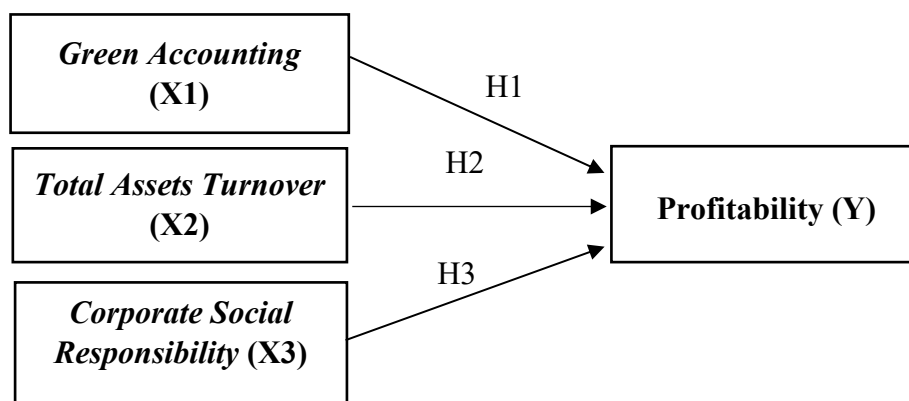 Green Accounting
(X1)
H1
Total Assets Turnover
(X2)
H2
Profitability (Y)
Corporate Social
Responsibility (X3)
H3